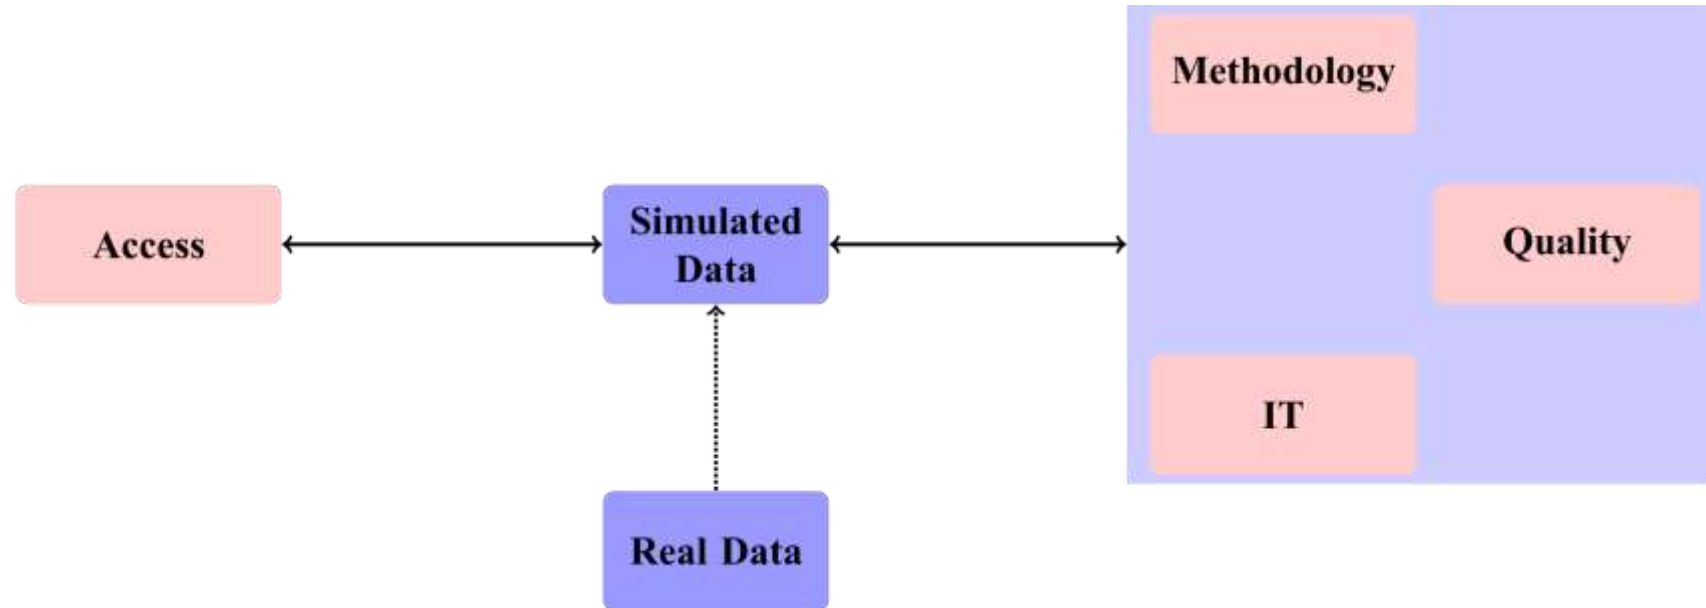 Methodology
Access
Simulated
Data
Quality
IT
Real Data